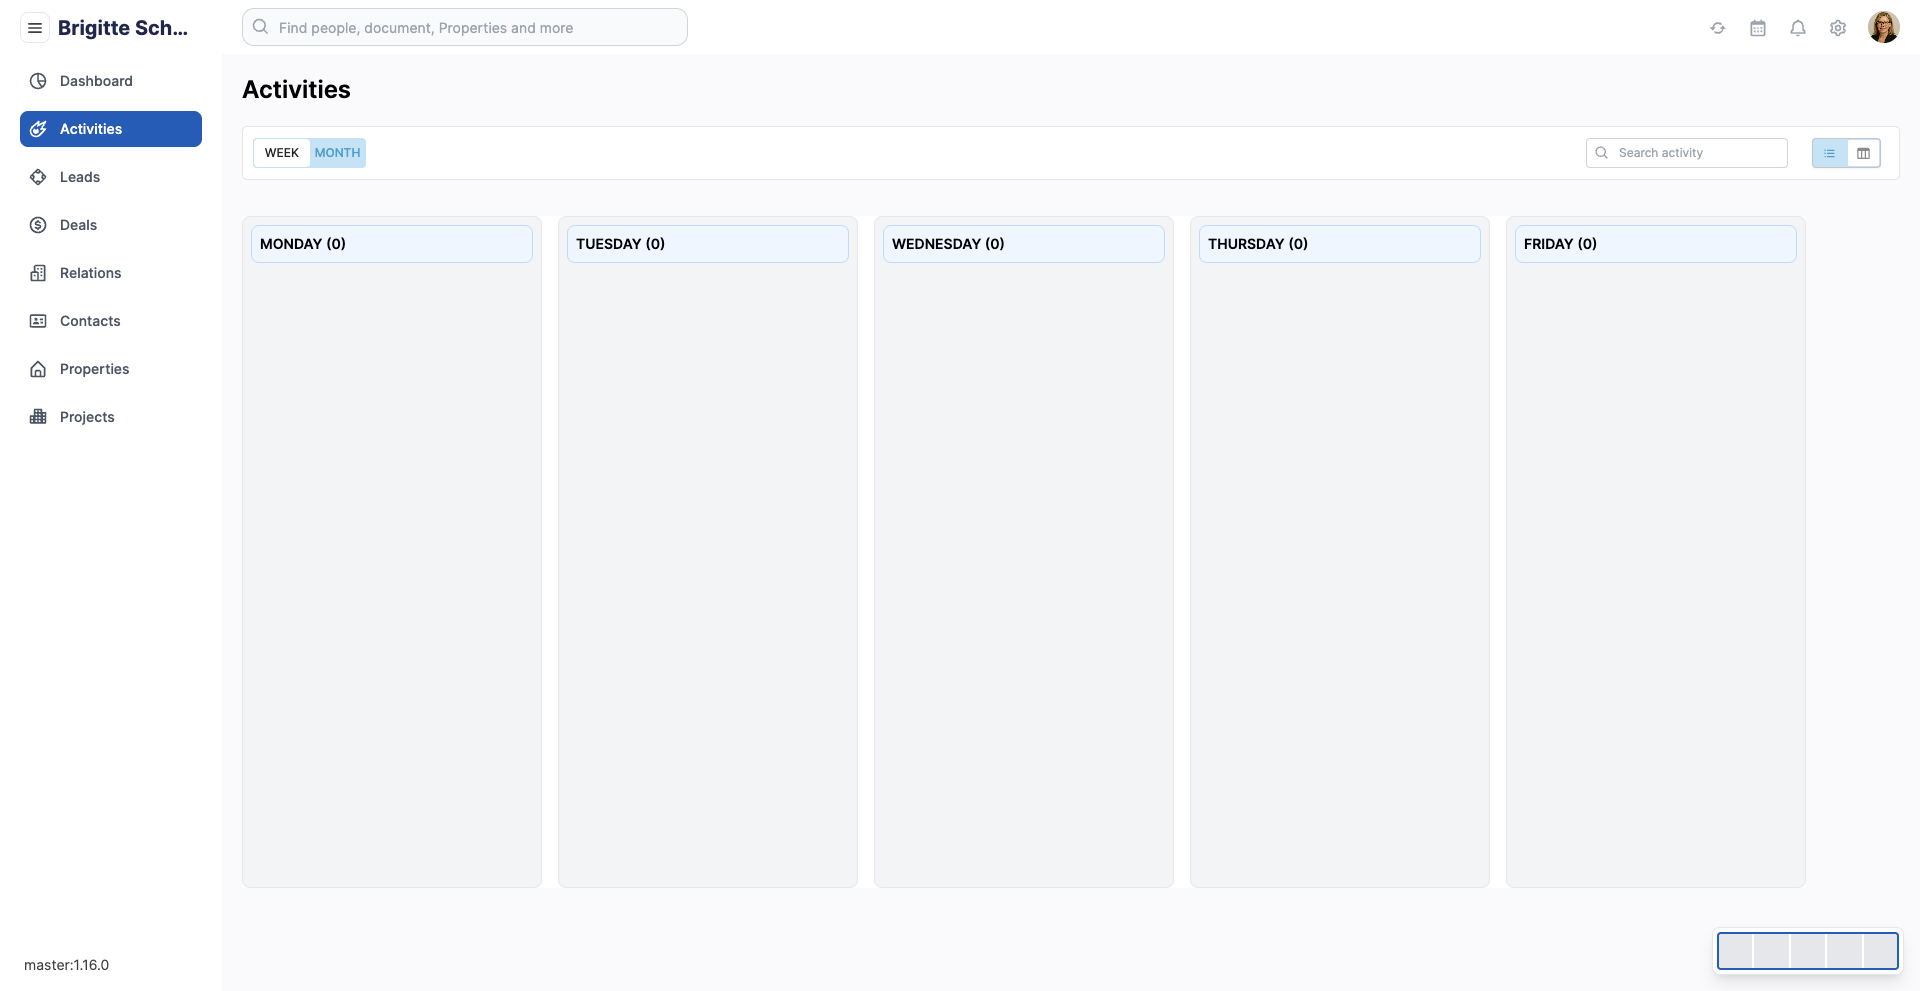 Brigitte Sch...
Find people, document, Properties and more
Dashboard
Activities
Leads
Deals
Relations
Contacts
Properties
Projects
master:1.16.0
Activities
WEEK MONTH
Search activity
MONDAY (0)
TUESDAY (0)
WEDNESDAY (0)
THURSDAY (0)
FRIDAY (0)